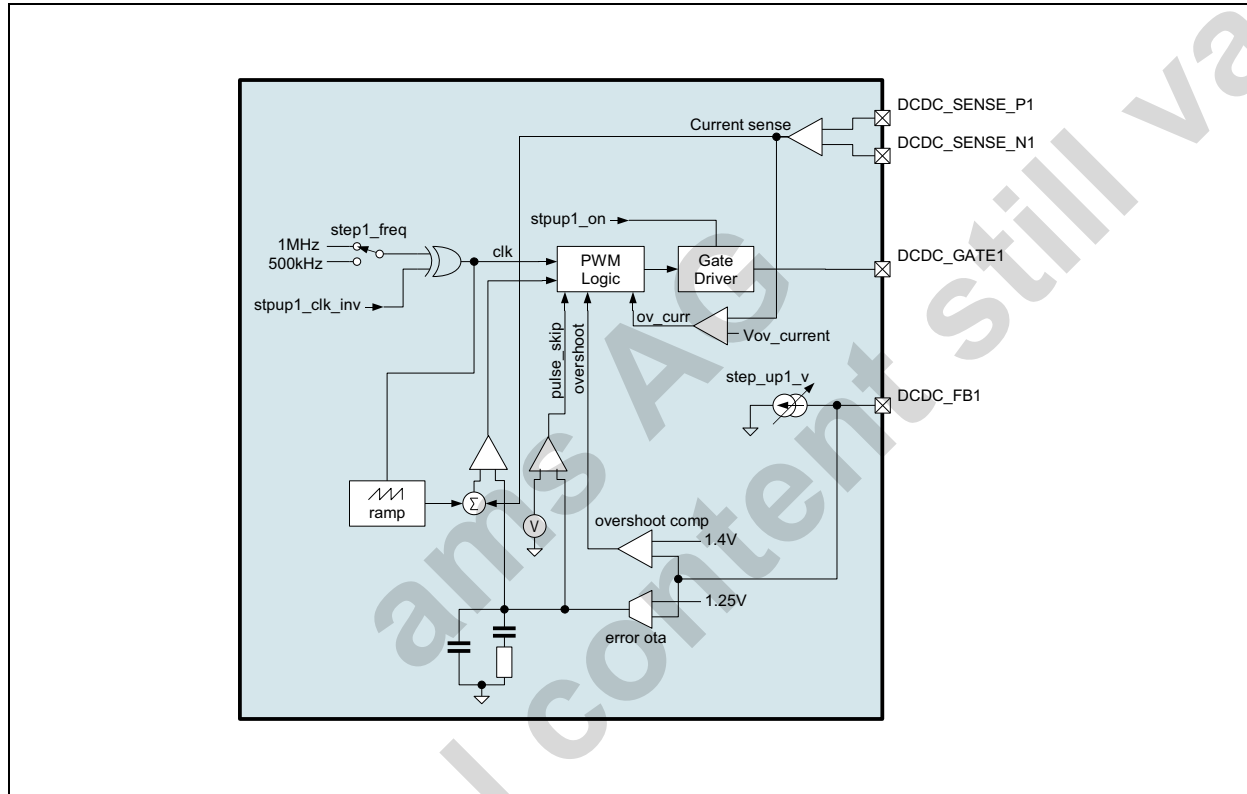 DCDC_SENSE_P1
Current sense
DCDC_SENSE_N1
stpup1_on
step1_freq
1MHz
500kHz
clk
PWM
Logic
Gate
Driver
DCDC_GATE1
stpup1_clk_inv
ov_curr
Vov_current
pulse_skip
overshoot
step_up1_v
DCDC_FB1
ramp
Σ
V
overshoot comp
1.4V
1.25V
error ota
ams AG
l content still va